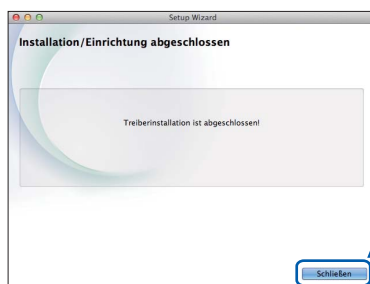 Setup Wizard
Installation/Einrichtung abgeschlossen
Treiberinstallation ist abgeschlossen!
Schließen